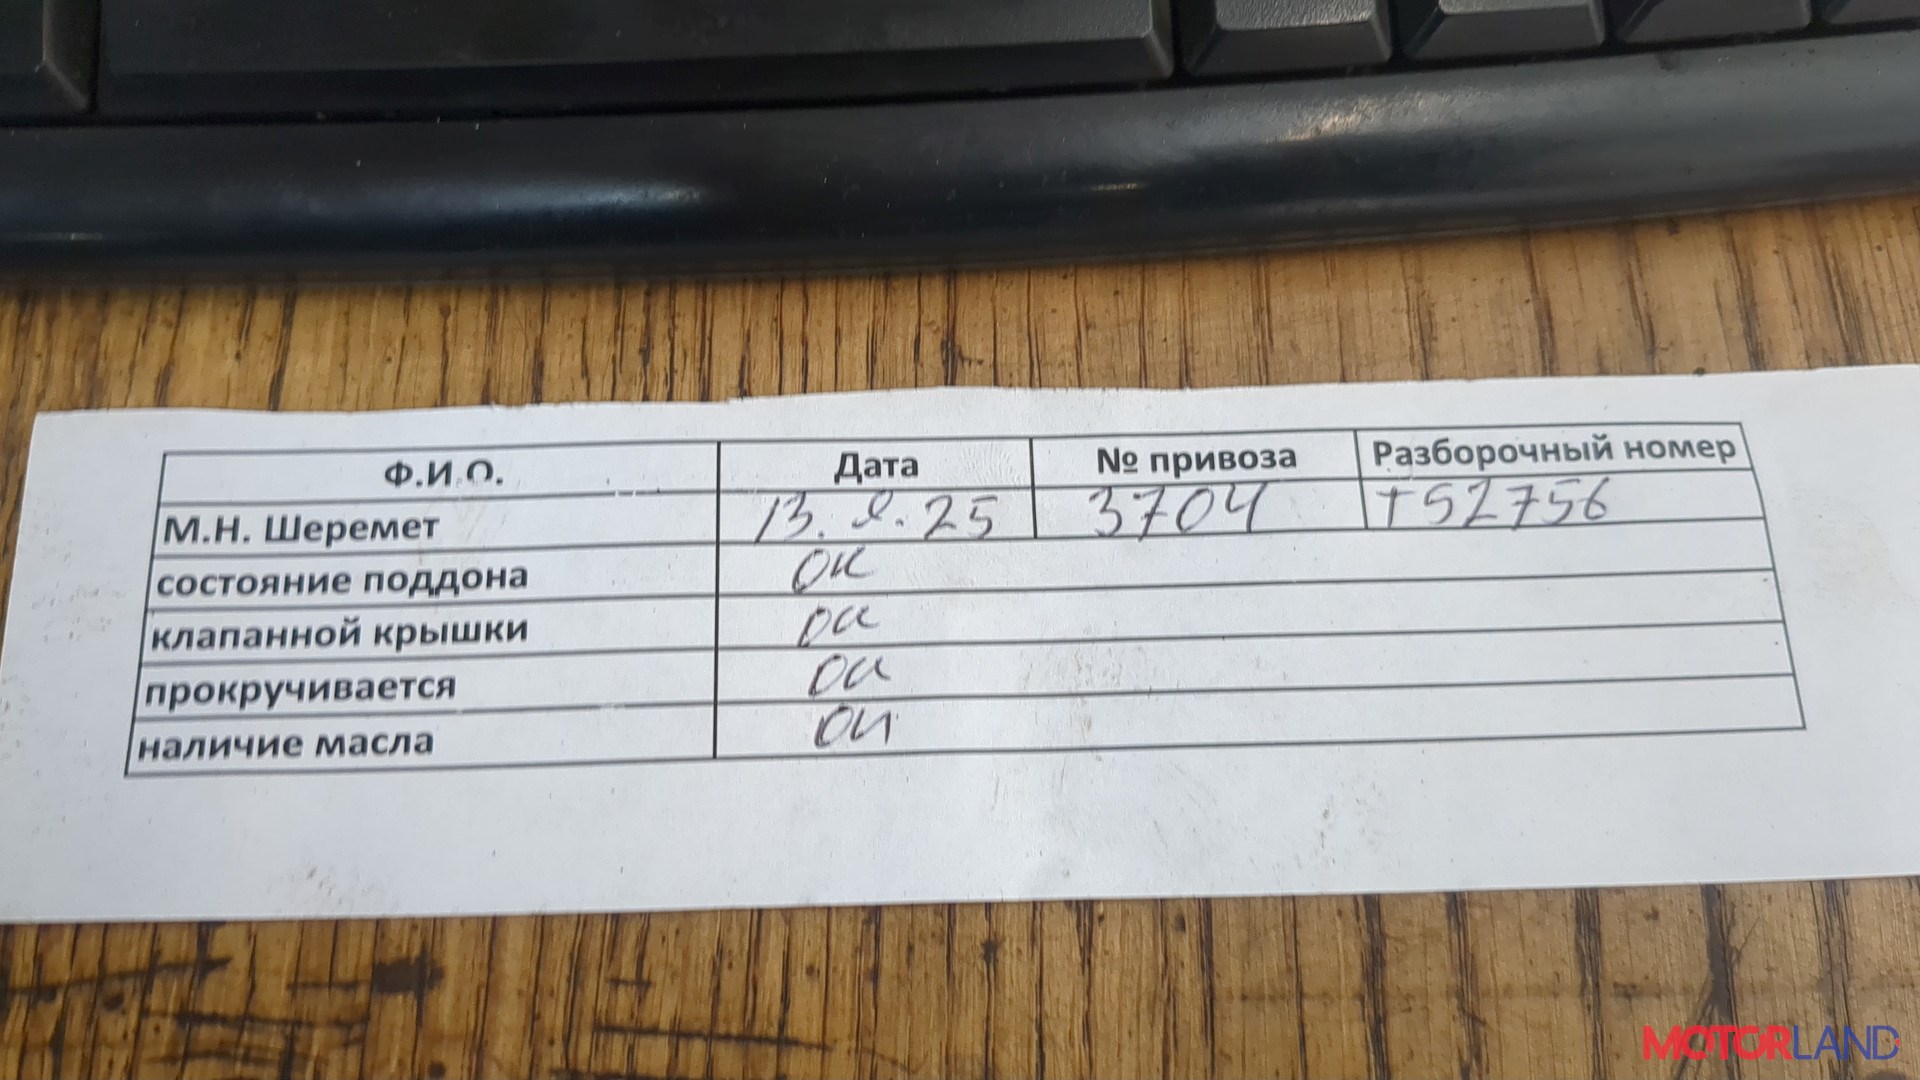 Ф.И.О. Дата № привоза Разборочный номер
М.Н. Шеремет 13. 8. 25 3704 T52756
состояние поддона ок
клапанной крышки ок
прокручивается ок
наличие масла ок
MOTORLAND